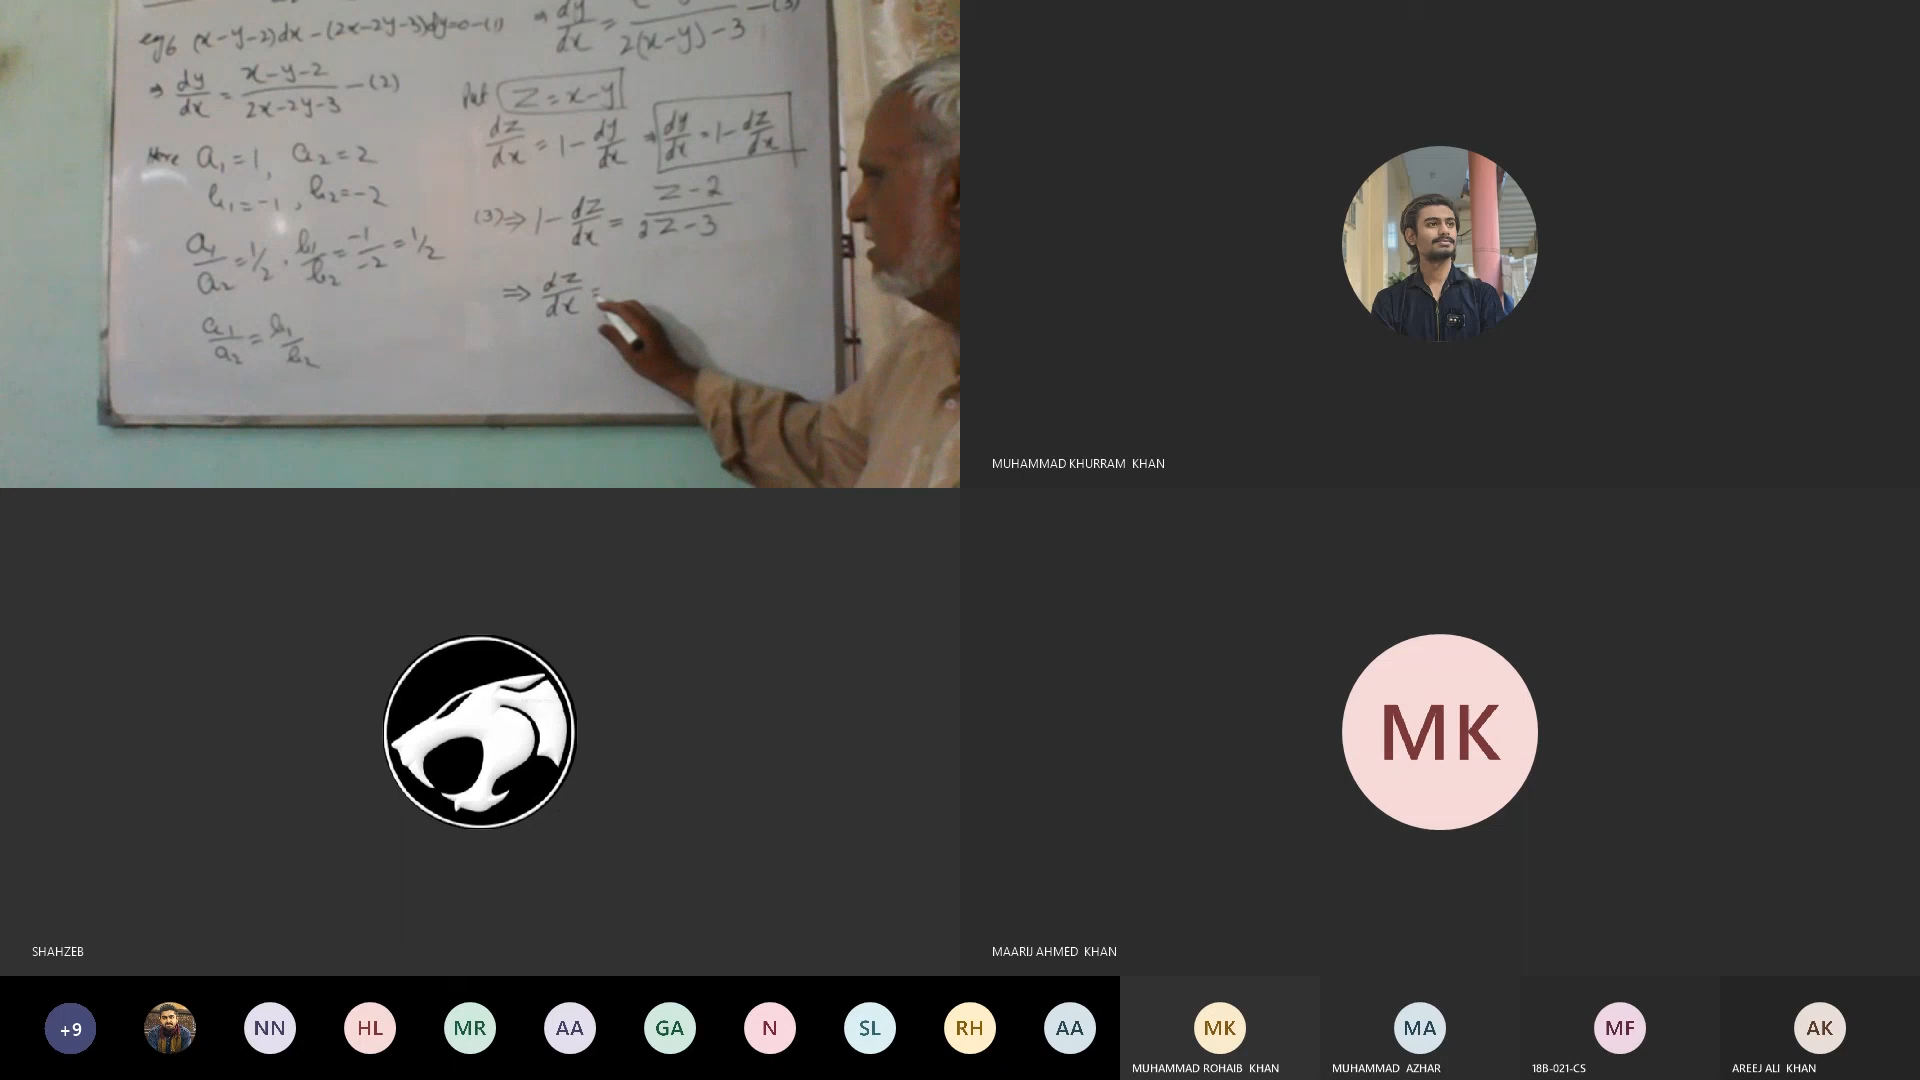 eg6 (x-y-2)dx-(2x-2y-3)dy=0-(1)
⇒ dy/dx = x-y-2/2x-2y-3 -(2)
Here a₁=1, a₂=2
b₁=-1, b₂=-2
a₁/a₂=1/2, b₁/b₂=-1/-2=1/2
a₁/a₂=b₁/b₂
⇒ dy/dx = /2(x-y)-3 -(3)
Put z=x-y
dz/dx=1-dy/dx ⇒ dy/dx=1-dz/dx
(3)⇒ 1-dz/dx = z-2/2z-3
⇒ dz/dx =
MUHAMMAD KHURRAM KHAN
SHAHZEB
MK
MAARIJ AHMED KHAN
+9
NN
HL
MR
AA
GA
N
SL
RH
AA
MK
MUHAMMAD ROHAIB KHAN
MA
MUHAMMAD AZHAR
MF
18B-021-CS
AK
AREEJ ALI KHAN